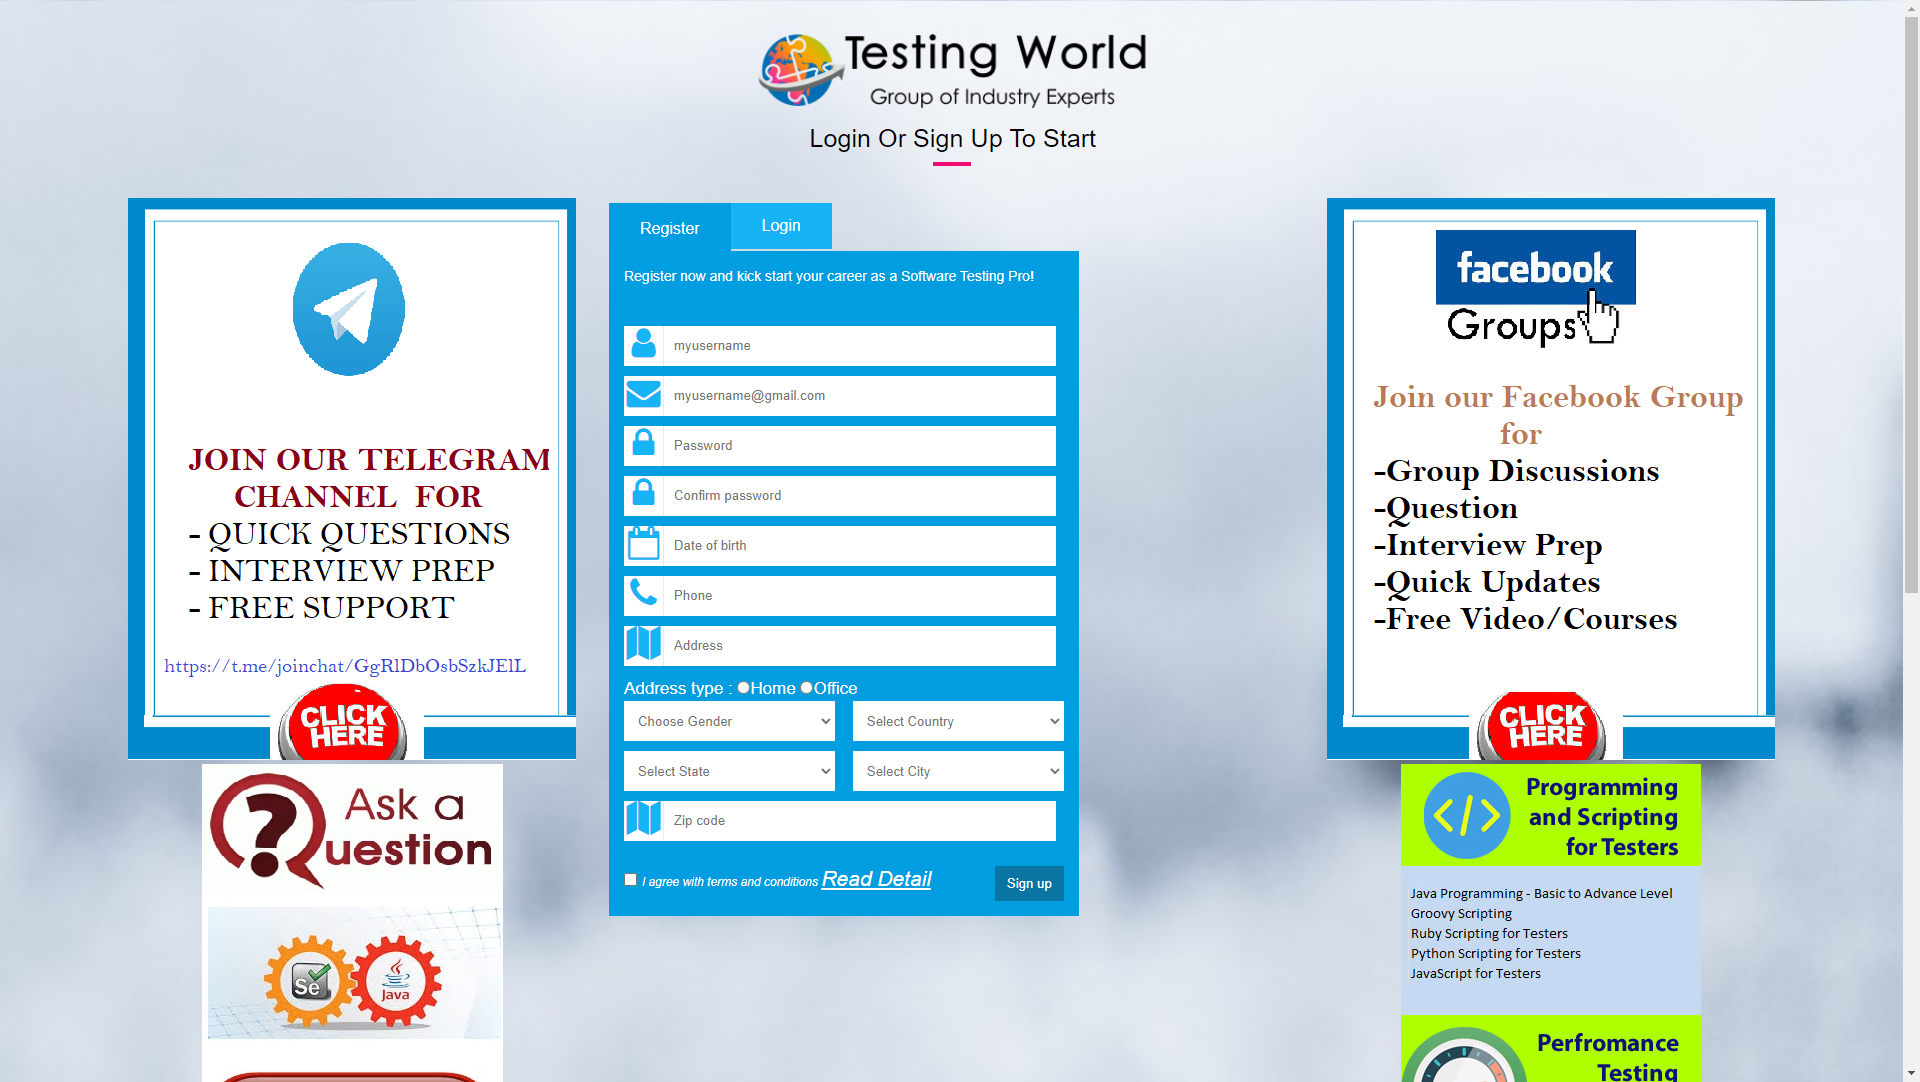 Testing World
Group of Industry Experts
Login Or Sign Up To Start
JOIN OUR TELEGRAM
CHANNEL FOR
- QUICK QUESTIONS
- INTERVIEW PREP
- FREE SUPPORT
https://t.me/joinchat/GgRlDbOsbSzkJElL
CLICK
HERE
Ask a
Question
Se
Java
Register
Login
Register now and kick start your career as a Software Testing Pro!
myusername
myusername@gmail.com
Password
Confirm password
Date of birth
Phone
Address
Address type : Home Office
Choose Gender
Select Country
Select State
Select City
Zip code
I agree with terms and conditions Read Detail
Sign up
facebook
Groups
Join our Facebook Group
for
-Group Discussions
-Question
-Interview Prep
-Quick Updates
-Free Video/Courses
CLICK
HERE
</>
Programming
and Scripting
for Testers
Java Programming - Basic to Advance Level
Groovy Scripting
Ruby Scripting for Testers
Python Scripting for Testers
JavaScript for Testers
Perfromance
Testing